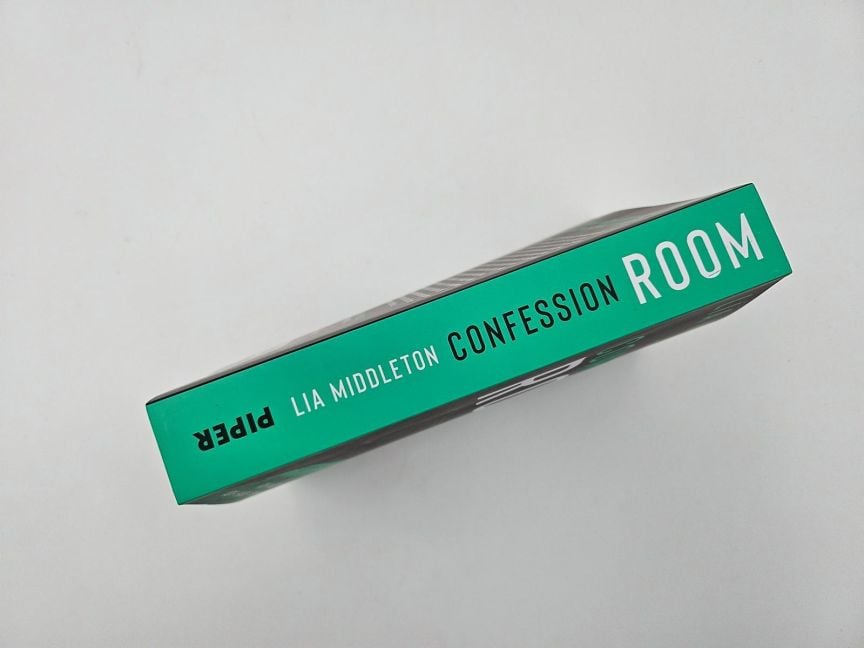 PIPER
LIA MIDDLETON
CONFESSION
ROOM